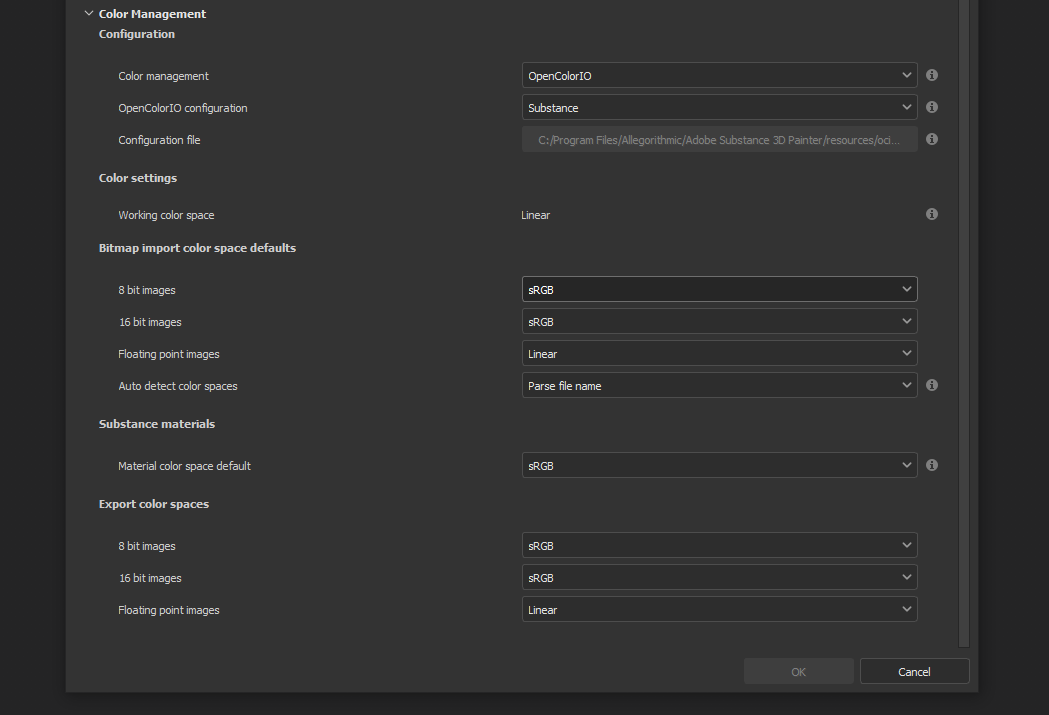 Color Management
Configuration
Color management OpenColorIO
OpenColorIO configuration Substance
Configuration file C:/Program Files/Allegorithmic/Adobe Substance 3D Painter/resources/oci...
Color settings
Working color space Linear
Bitmap import color space defaults
8 bit images sRGB
16 bit images sRGB
Floating point images Linear
Auto detect color spaces Parse file name
Substance materials
Material color space default sRGB
Export color spaces
8 bit images sRGB
16 bit images sRGB
Floating point images Linear
OK Cancel